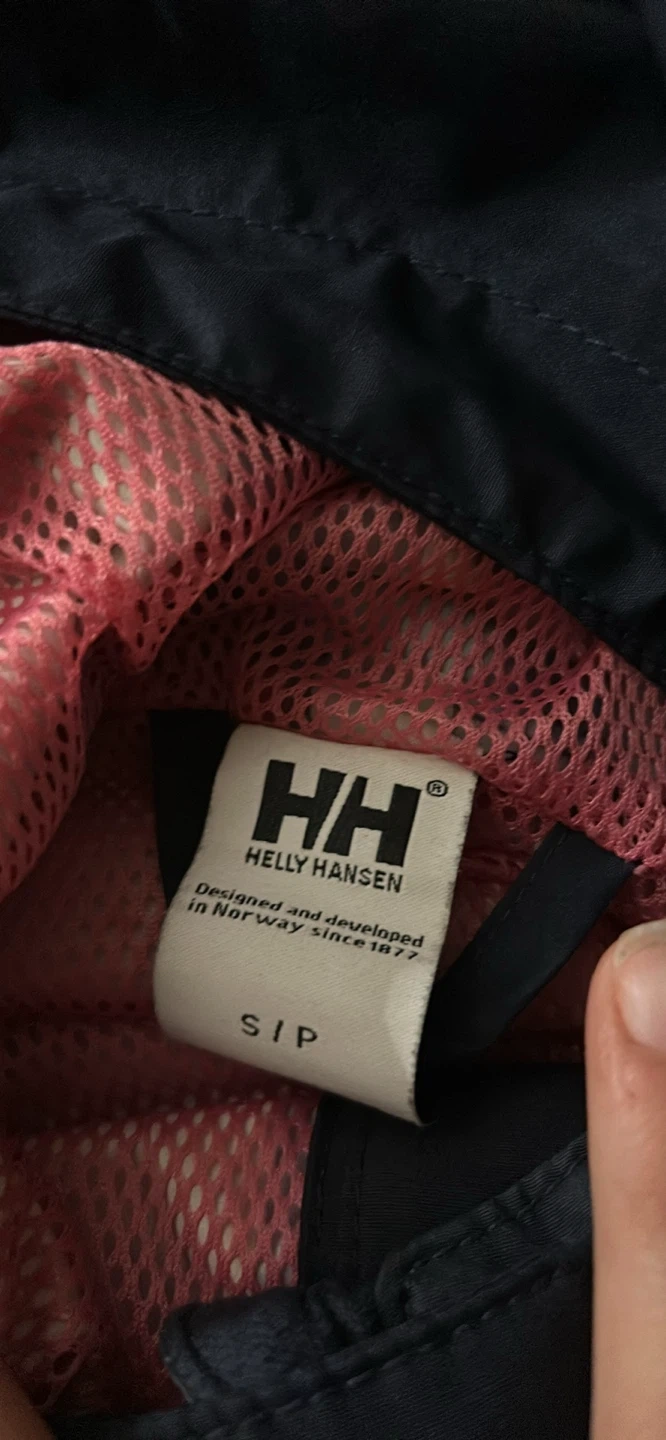 HH®
HELLY HANSEN
Designed and developed
in Norway since 1877
S / P